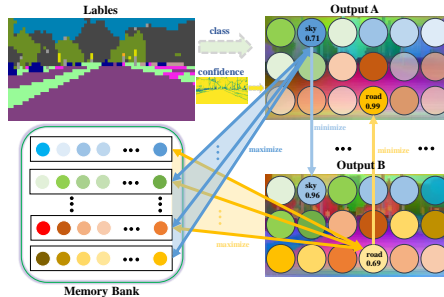 Lables
Output A
class
confidence
sky
0.71
road
0.99
minimize
minimize
maximize
Output B
sky
0.96
road
0.69
maximize
Memory Bank